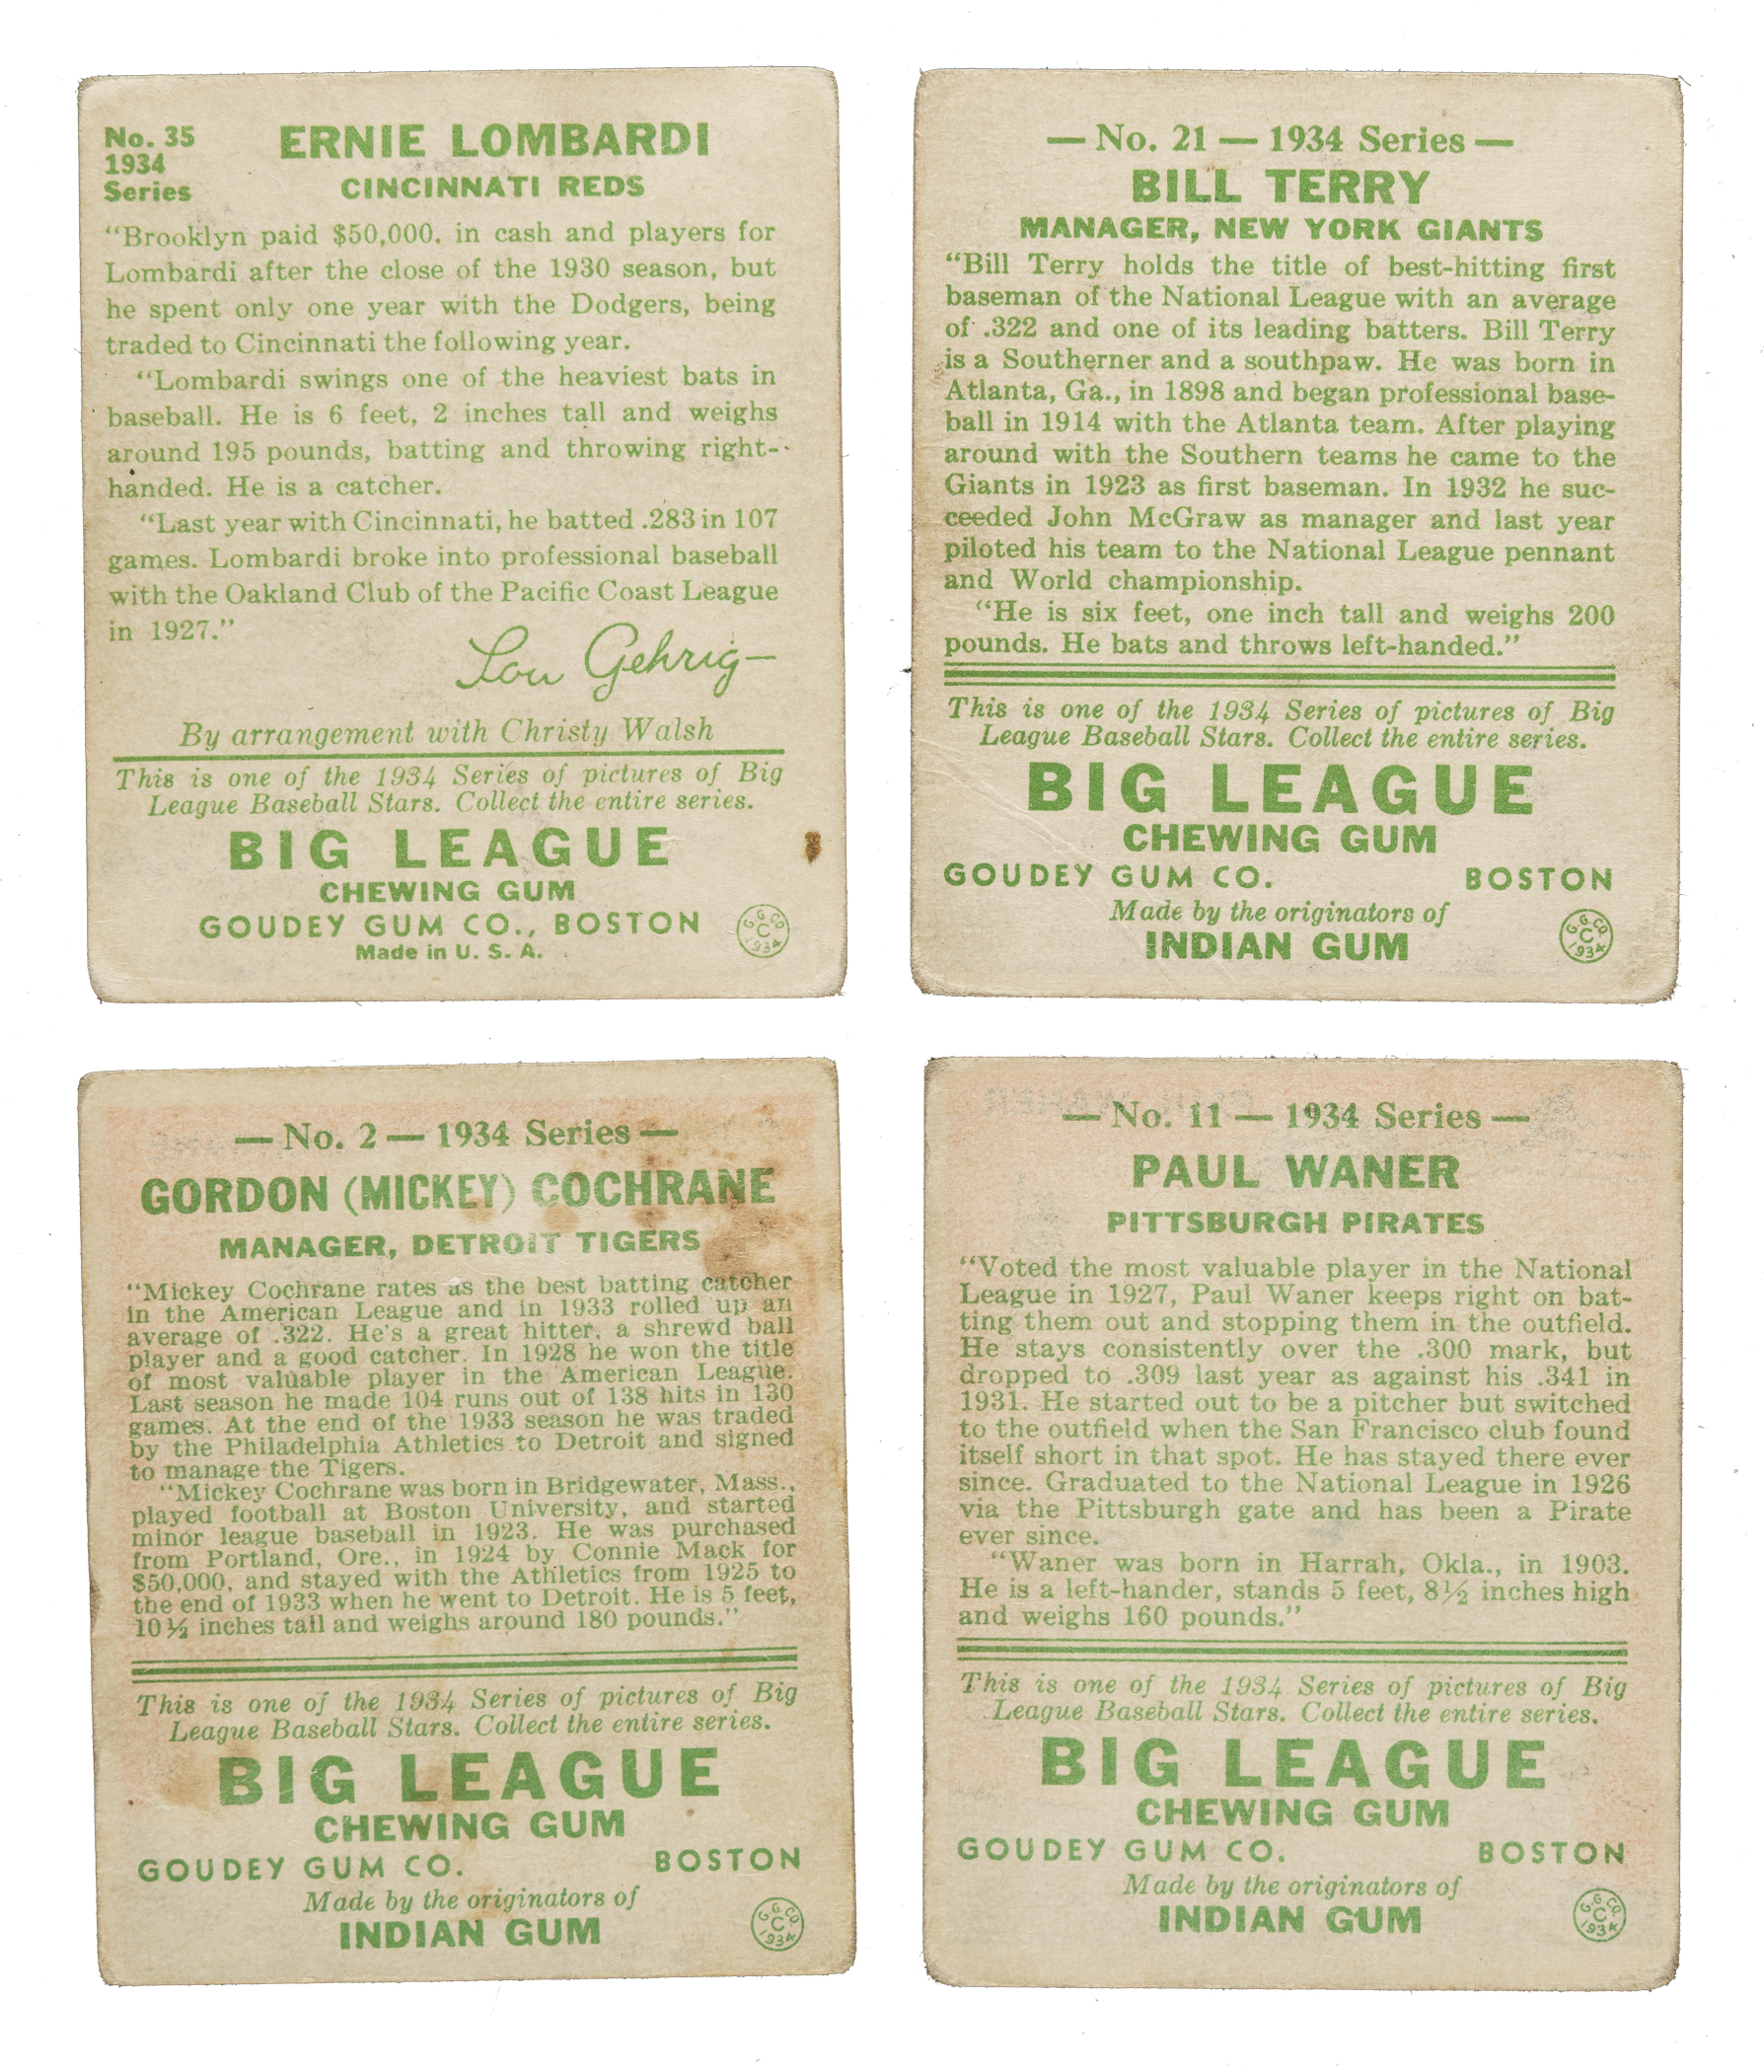 No. 35
1934
Series
ERNIE LOMBARDI
CINCINNATI REDS
“Brooklyn paid $50,000. in cash and players for
Lombardi after the close of the 1930 season, but
he spent only one year with the Dodgers, being
traded to Cincinnati the following year.
“Lombardi swings one of the heaviest bats in
baseball. He is 6 feet, 2 inches tall and weighs
around 195 pounds, batting and throwing right-
handed. He is a catcher.
“Last year with Cincinnati, he batted .283 in 107
games. Lombardi broke into professional baseball
with the Oakland Club of the Pacific Coast League
in 1927.”
Lou Gehrig—
By arrangement with Christy Walsh
This is one of the 1934 Series of pictures of Big
League Baseball Stars. Collect the entire series.
BIG LEAGUE
CHEWING GUM
GOUDEY GUM CO., BOSTON
Made in U. S. A.
G. G. CO.
C
1934
— No. 21 — 1934 Series —
BILL TERRY
MANAGER, NEW YORK GIANTS
“Bill Terry holds the title of best-hitting first
baseman of the National League with an average
of .322 and one of its leading batters. Bill Terry
is a Southerner and a southpaw. He was born in
Atlanta, Ga., in 1898 and began professional base-
ball in 1914 with the Atlanta team. After playing
around with the Southern teams he came to the
Giants in 1923 as first baseman. In 1932 he suc-
ceeded John McGraw as manager and last year
piloted his team to the National League pennant
and World championship.
“He is six feet, one inch tall and weighs 200
pounds. He bats and throws left-handed.”
This is one of the 1934 Series of pictures of Big
League Baseball Stars. Collect the entire series.
BIG LEAGUE
CHEWING GUM
GOUDEY GUM CO. BOSTON
Made by the originators of
INDIAN GUM
G. G. CO.
C
1934
— No. 2 — 1934 Series —
GORDON (MICKEY) COCHRANE
MANAGER, DETROIT TIGERS
“Mickey Cochrane rates as the best batting catcher
in the American League and in 1933 rolled up an
average of .322. He's a great hitter, a shrewd ball
player and a good catcher. In 1928 he won the title
of most valuable player in the American League.
Last season he made 104 runs out of 138 hits in 130
games. At the end of the 1933 season he was traded
by the Philadelphia Athletics to Detroit and signed
to manage the Tigers.
“Mickey Cochrane was born in Bridgewater, Mass.,
played football at Boston University, and started
minor league baseball in 1923. He was purchased
from Portland, Ore., in 1924 by Connie Mack for
$50,000, and stayed with the Athletics from 1925 to
the end of 1933 when he went to Detroit. He is 5 feet,
10½ inches tall and weighs around 180 pounds.”
This is one of the 1934 Series of pictures of Big
League Baseball Stars. Collect the entire series.
BIG LEAGUE
CHEWING GUM
GOUDEY GUM CO. BOSTON
Made by the originators of
INDIAN GUM
G. G. CO.
C
1934
— No. 11 — 1934 Series —
PAUL WANER
PITTSBURGH PIRATES
“Voted the most valuable player in the National
League in 1927, Paul Waner keeps right on bat-
ting them out and stopping them in the outfield.
He stays consistently over the .300 mark, but
dropped to .309 last year as against his .341 in
1931. He started out to be a pitcher but switched
to the outfield when the San Francisco club found
itself short in that spot. He has stayed there ever
since. Graduated to the National League in 1926
via the Pittsburgh gate and has been a Pirate
ever since.
“Waner was born in Harrah, Okla., in 1903.
He is a left-hander, stands 5 feet, 8½ inches high
and weighs 160 pounds.”
This is one of the 1934 Series of pictures of Big
League Baseball Stars. Collect the entire series.
BIG LEAGUE
CHEWING GUM
GOUDEY GUM CO. BOSTON
Made by the originators of
INDIAN GUM
G. G. CO.
C
1934